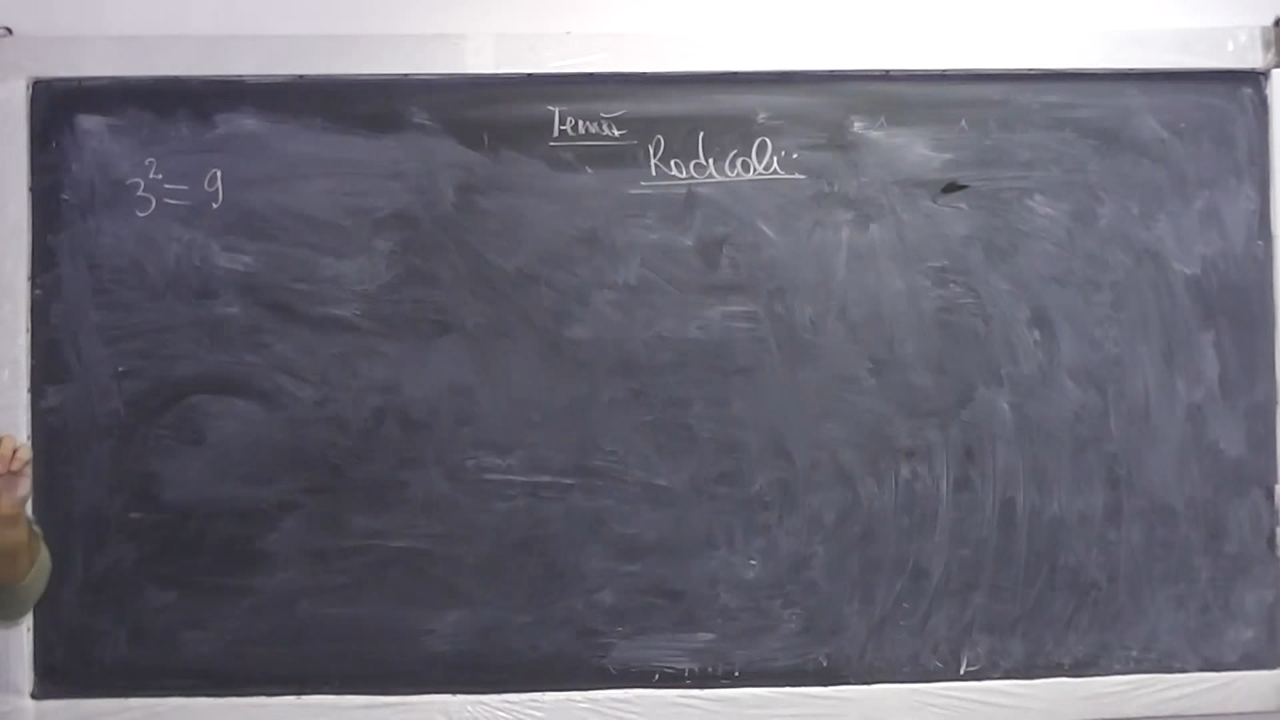 Temă
Radicali:
3² = 9